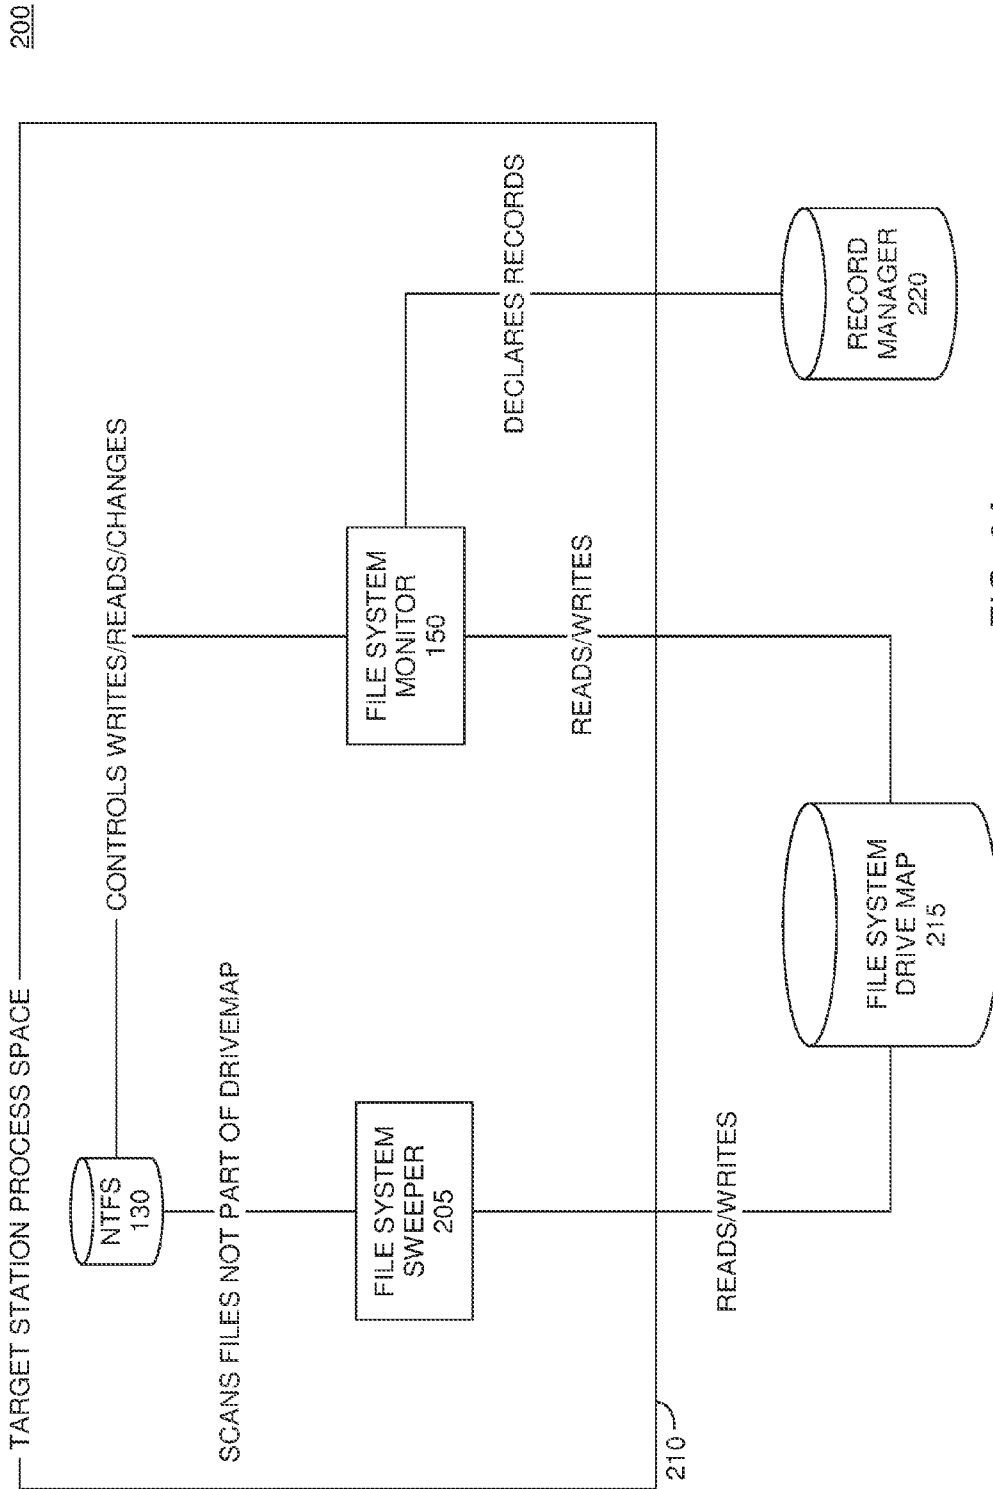 200
TARGET STATION PROCESS SPACE
NTFS
130
CONTROLS WRITES/READS/CHANGES
SCANS FILES NOT PART OF DRIVEMAP
FILE SYSTEM
SWEEPER
205
FILE SYSTEM
MONITOR
150
DECLARES RECORDS
READS/WRITES
210
READS/WRITES
FILE SYSTEM
DRIVE MAP
215
RECORD
MANAGER
220